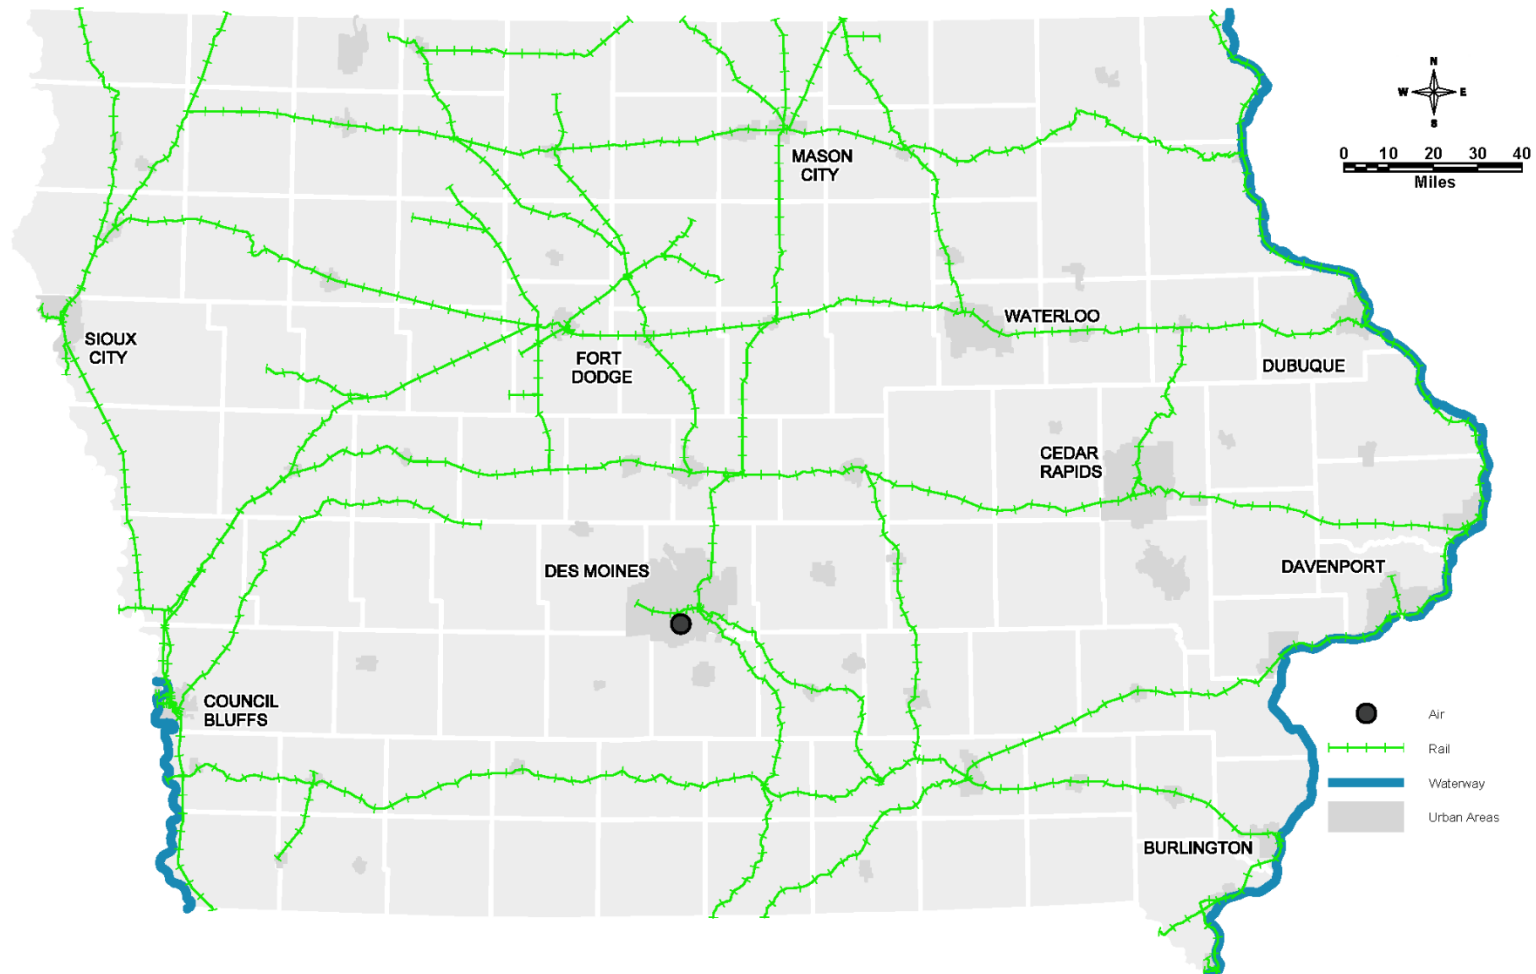 N
W E
S
0 10 20 30 40
Miles
MASON
CITY
SIOUX
CITY
WATERLOO
FORT
DODGE
DUBUQUE
CEDAR
RAPIDS
DES MOINES
DAVENPORT
COUNCIL
BLUFFS
BURLINGTON
Air
Rail
Waterway
Urban Areas